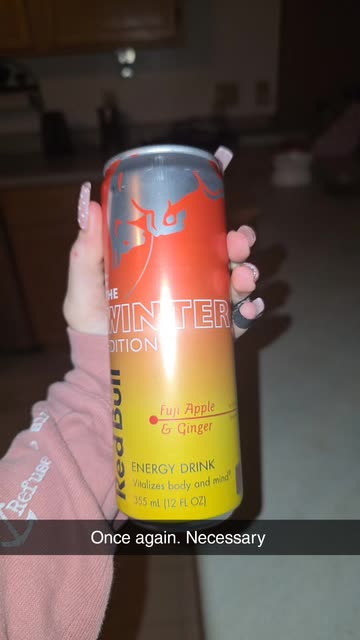 THE
WINTER
EDITION
Red Bull
Fuji Apple
& Ginger
ENERGY DRINK
Vitalizes body and mind.®
355 mL (12 fl OZ)
Refuse
Once again. Necessary